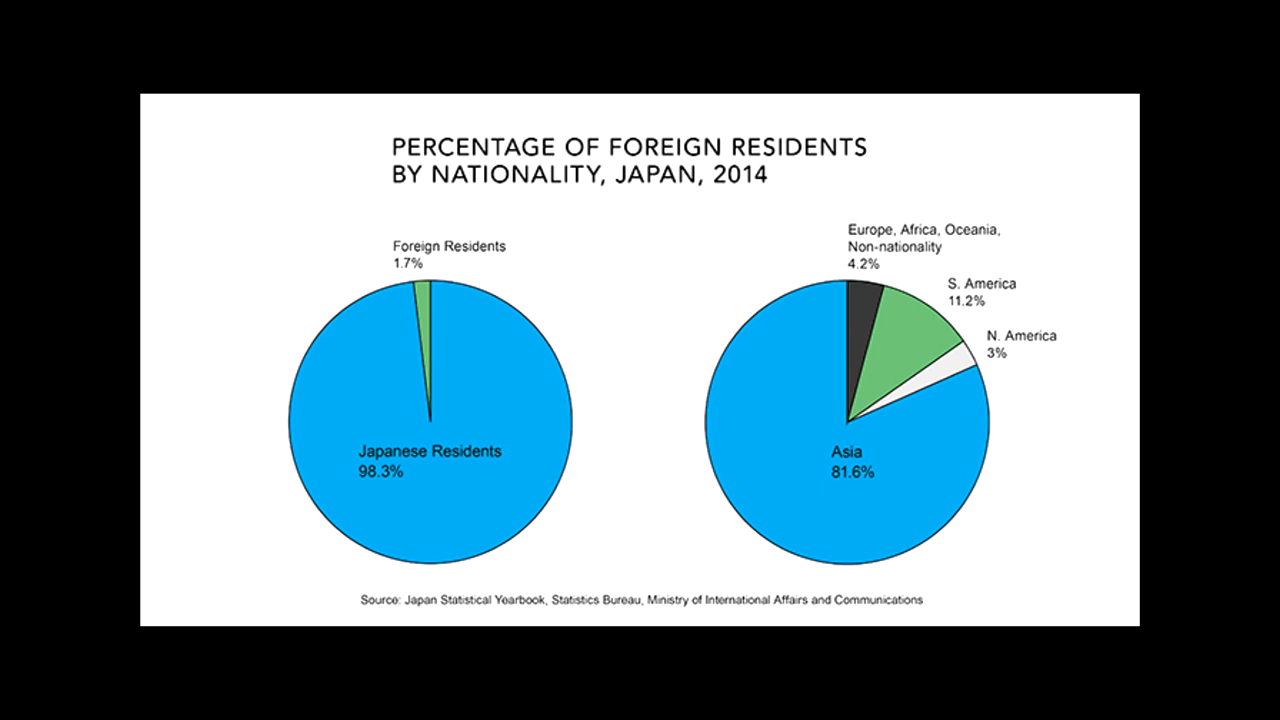 PERCENTAGE OF FOREIGN RESIDENTS
BY NATIONALITY, JAPAN, 2014
Foreign Residents
1.7%
Japanese Residents
98.3%
Europe, Africa, Oceania,
Non-nationality
4.2%
S. America
11.2%
N. America
3%
Asia
81.6%
Source: Japan Statistical Yearbook, Statistics Bureau, Ministry of International Affairs and Communications